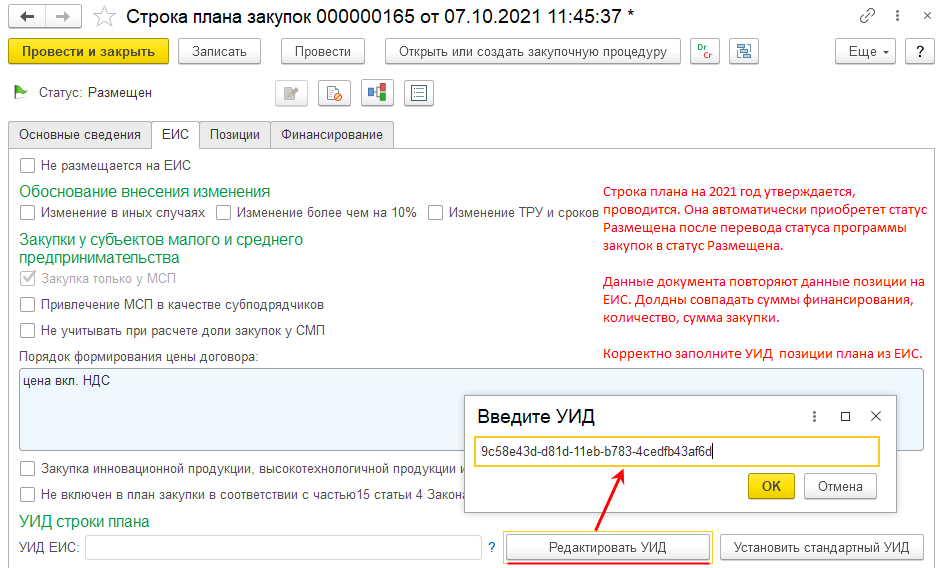 Строка плана закупок 000000165 от 07.10.2021 11:45:37 *
Провести и закрыть
Записать
Провести
Открыть или создать закупочную процедуру
Dr
Cr
Еще
?
Статус: Размещен
Основные сведения
ЕИС
Позиции
Финансирование
Не размещается на ЕИС
Обоснование внесения изменения
Изменение в иных случаях
Изменение более чем на 10%
Изменение ТРУ и сроков
Закупки у субъектов малого и среднего
предпринимательства
Закупка только у МСП
Привлечение МСП в качестве субподрядчиков
Не учитывать при расчете доли закупок у СМП
Порядок формирования цены договора:
цена вкл. НДС
Строка плана на 2021 год утверждается,
проводится. Она автоматически приобретет статус
Размещена после перевода статуса программы
закупок в статус Размещена.
Данные документа повторяют данные позиции на
ЕИС. Долдны совпадать суммы финансирования,
количество, сумма закупки.
Корректно заполните УИД позиции плана из ЕИС.
Введите УИД
9c58e43d-d81d-11eb-b783-4cedfb43af6d
OK
Отмена
Закупка инновационной продукции, высокотехнологичной продукции и
Не включен в план закупки в соответствии с частью15 статьи 4 Закона
УИД строки плана
УИД ЕИС:
?
Редактировать УИД
Установить стандартный УИД